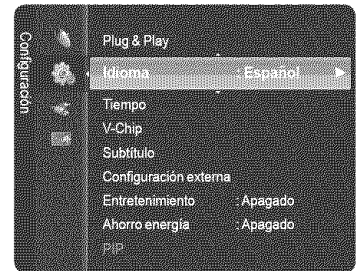 Configuración
Plug & Play
Idioma : Español
Tiempo
V-Chip
Subtítulo
Configuración externa
Entretenimiento : Apagado
Ahorro energía : Apagado
PIP